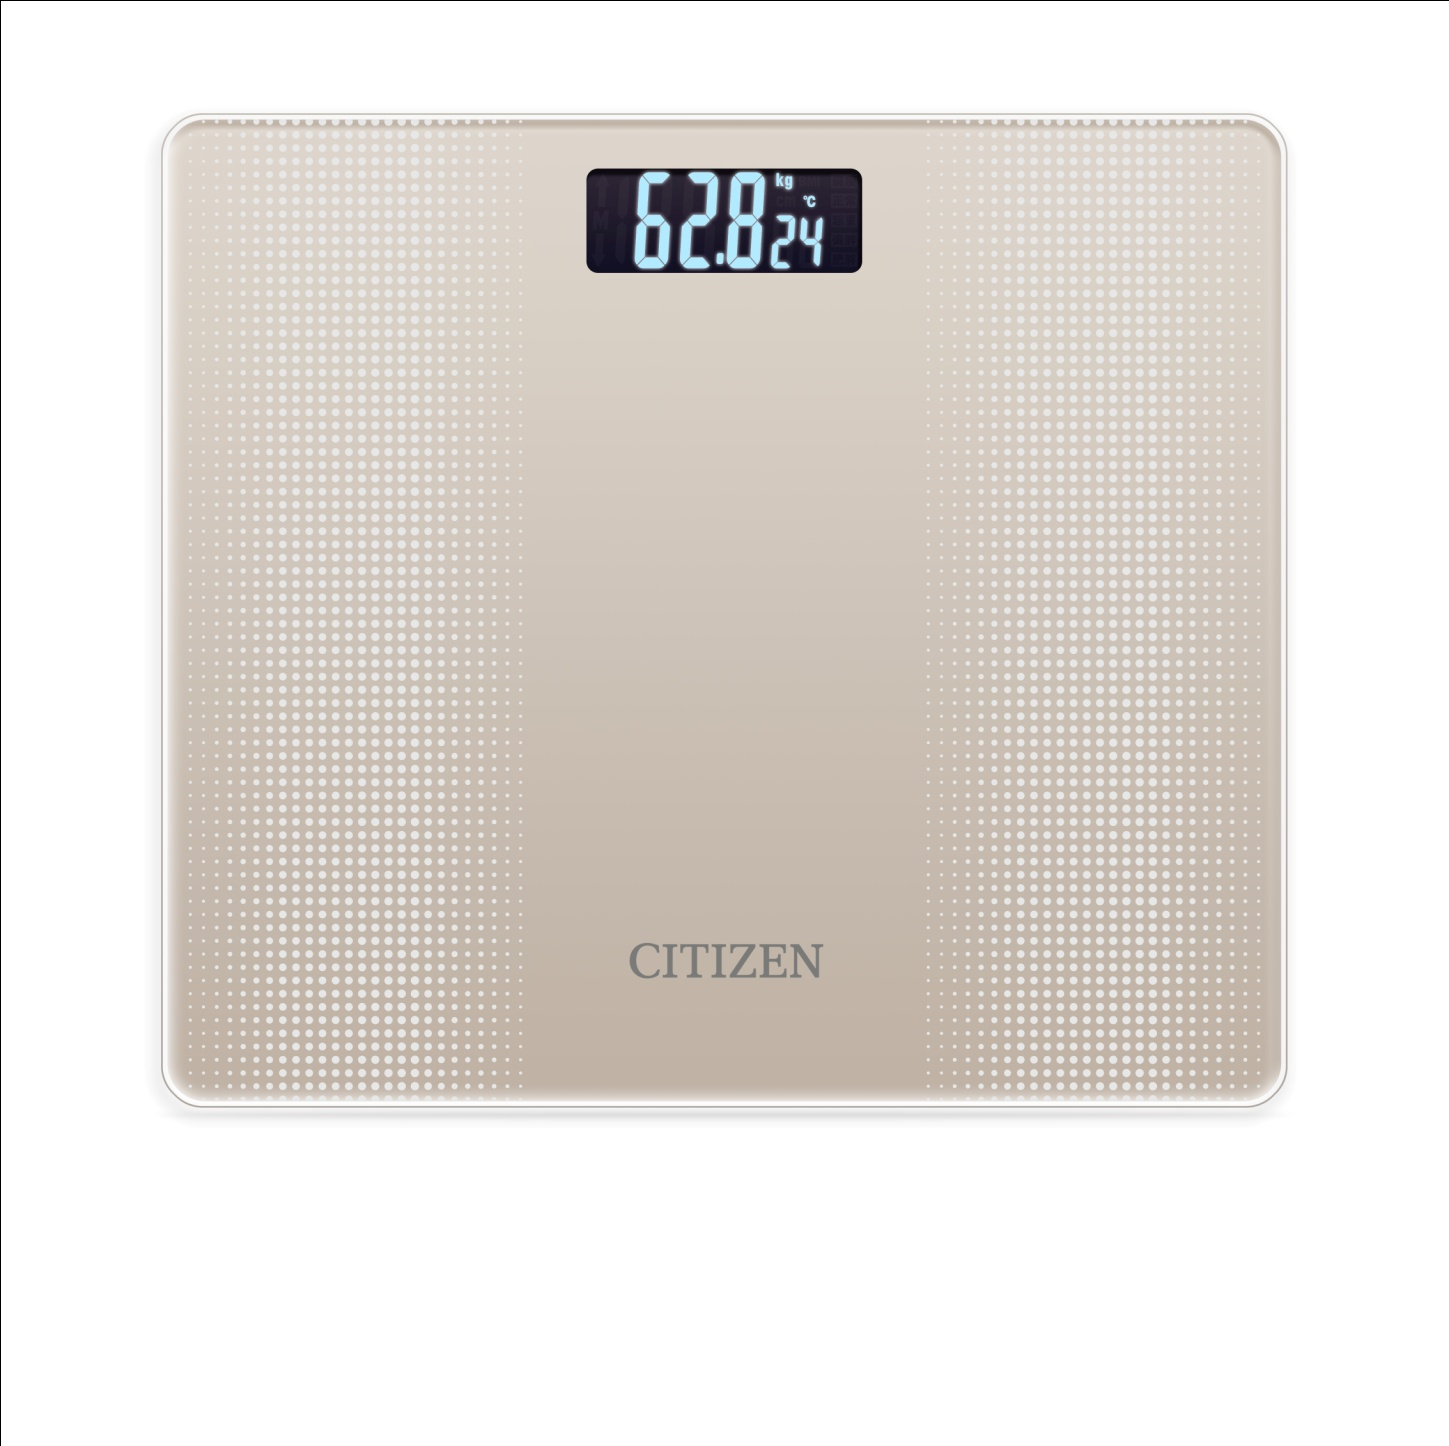 62.8 kg
℃
24
CITIZEN